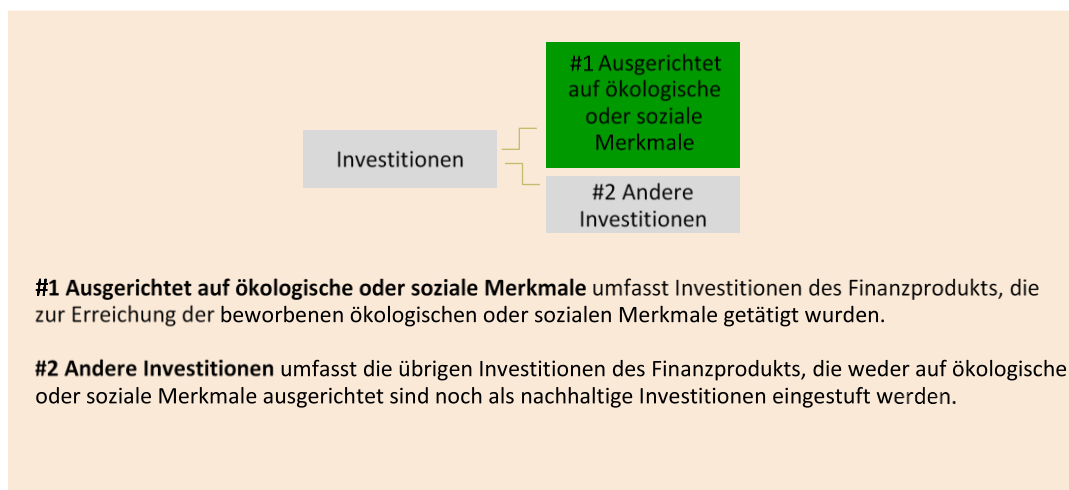 #1 Ausgerichtet
auf ökologische
oder soziale
Merkmale
Investitionen
#2 Andere
Investitionen
#1 Ausgerichtet auf ökologische oder soziale Merkmale umfasst Investitionen des Finanzprodukts, die
zur Erreichung der beworbenen ökologischen oder sozialen Merkmale getätigt wurden.
#2 Andere Investitionen umfasst die übrigen Investitionen des Finanzprodukts, die weder auf ökologische
oder soziale Merkmale ausgerichtet sind noch als nachhaltige Investitionen eingestuft werden.